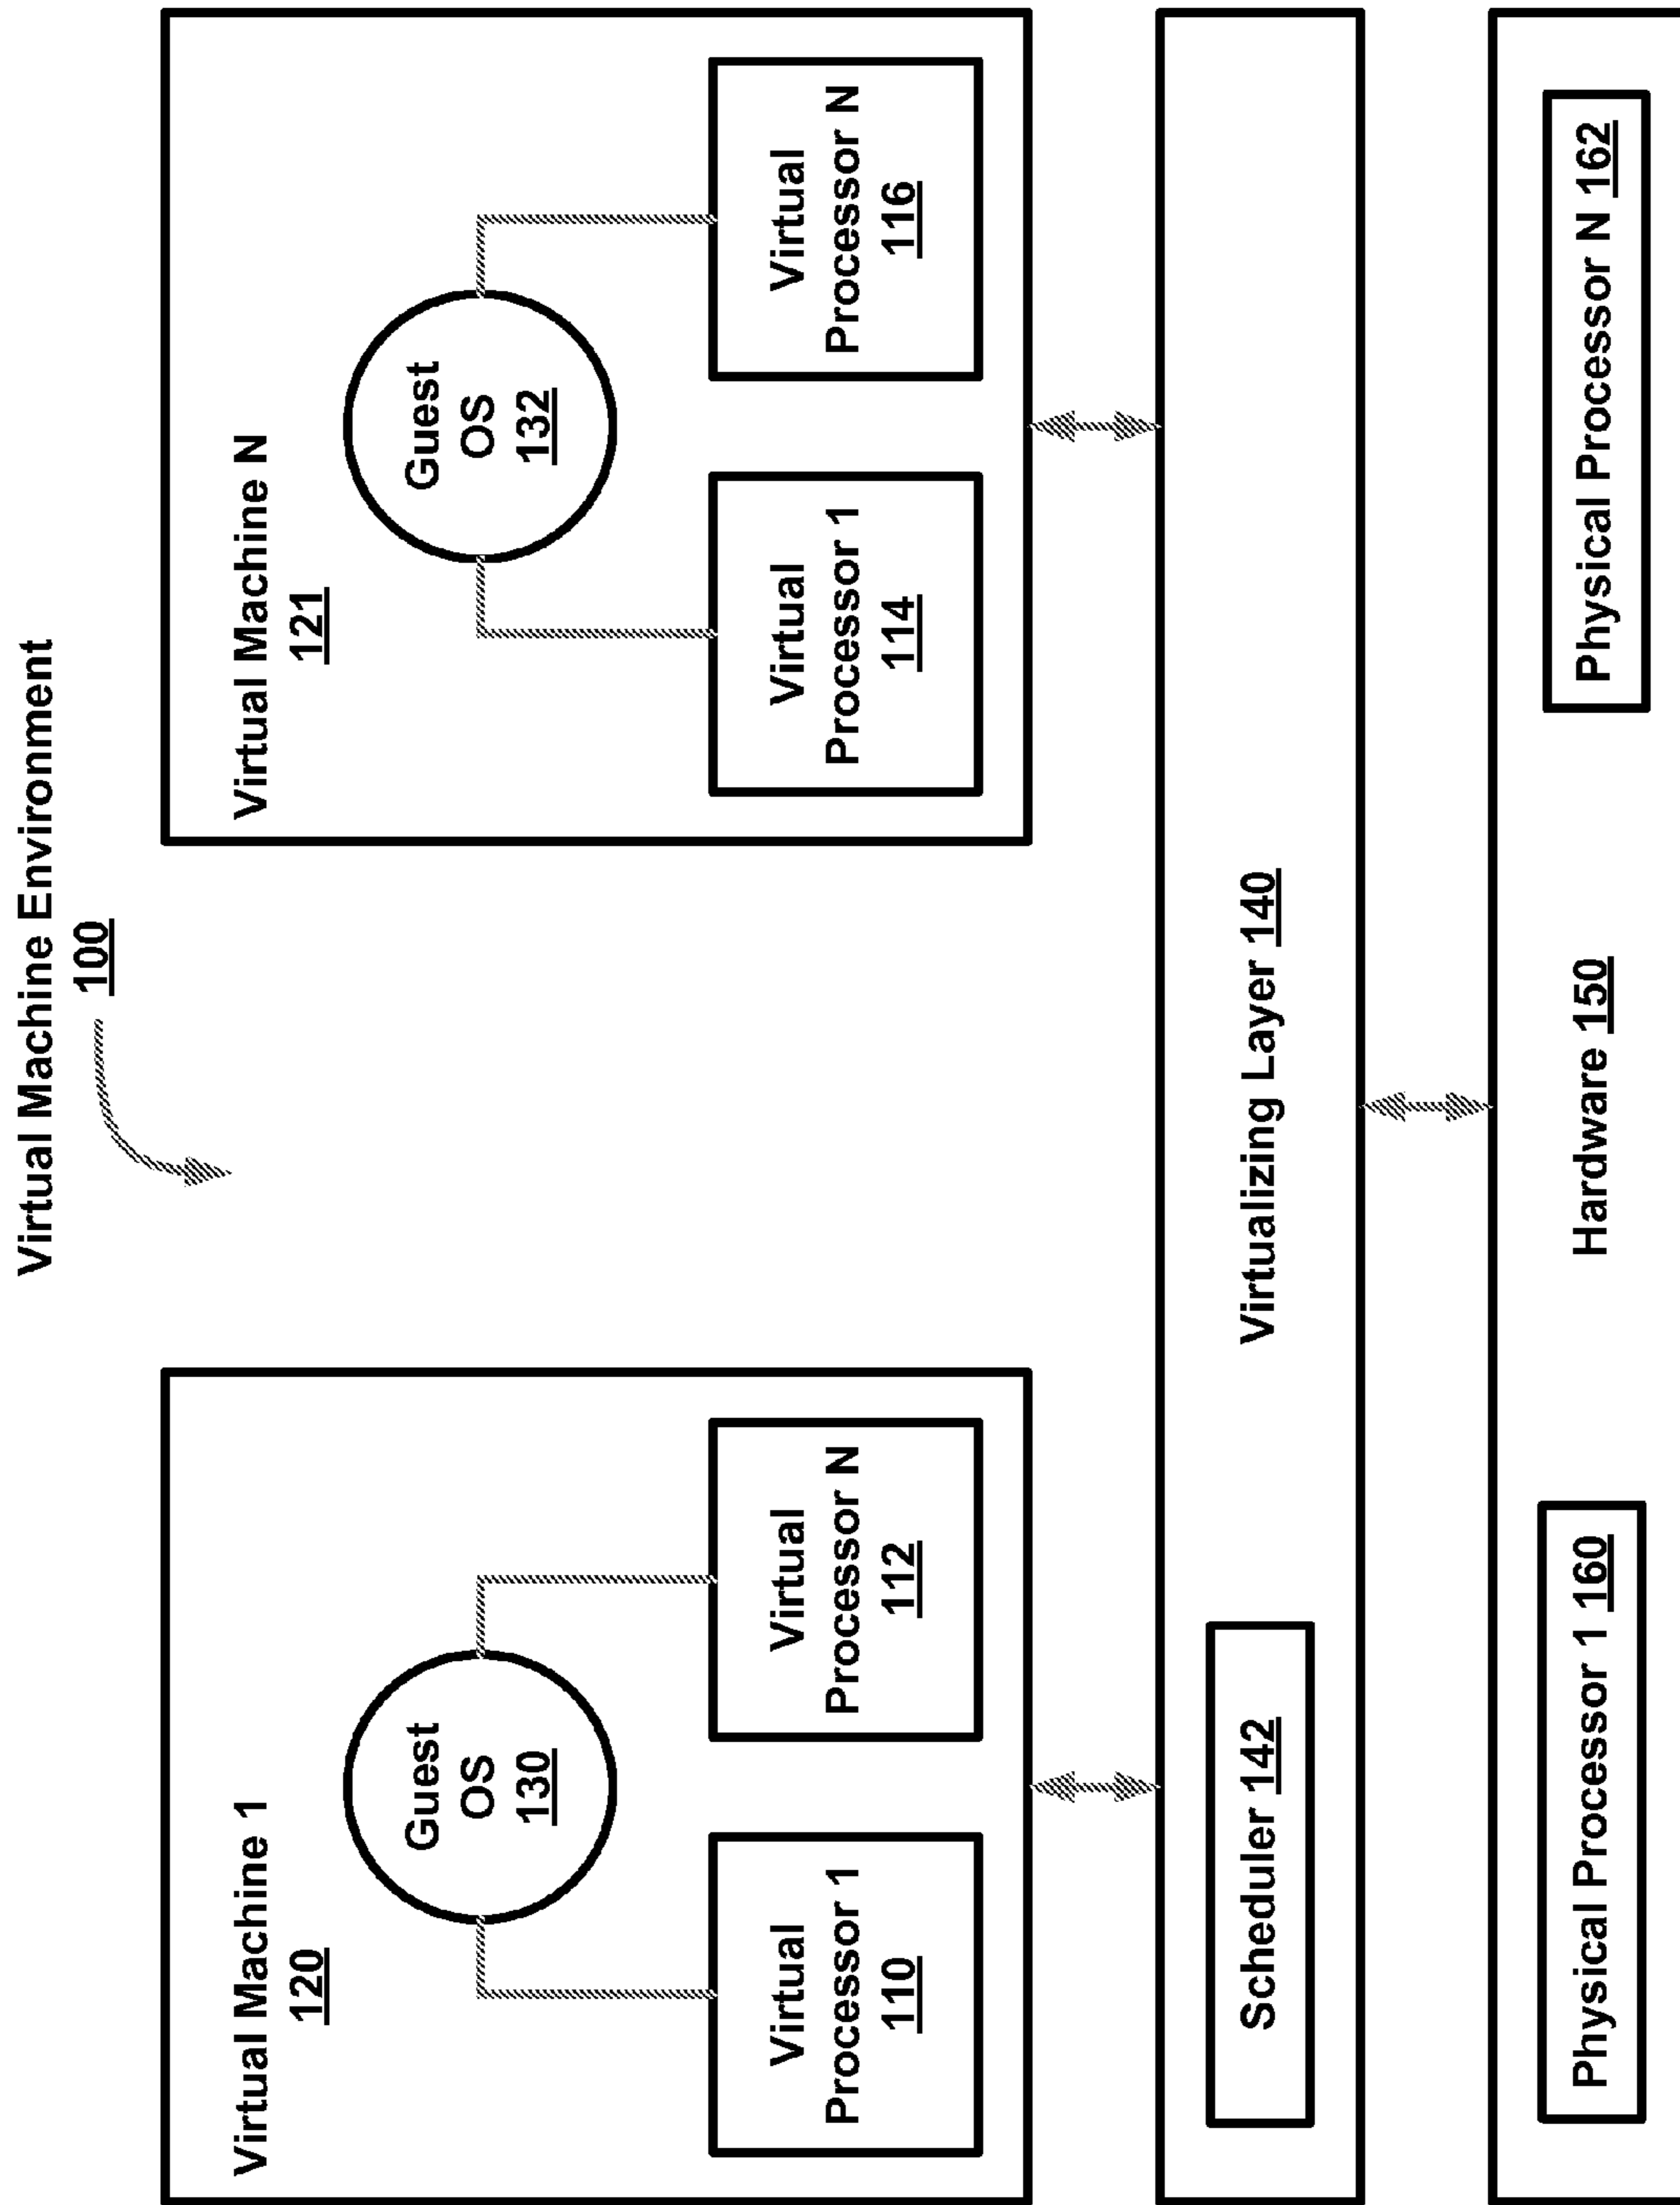 Virtual Machine Environment
100
Virtual Machine 1
120
Guest
OS
130
Virtual
Processor 1
110
Virtual
Processor N
112
Virtual Machine N
121
Guest
OS
132
Virtual
Processor 1
114
Virtual
Processor N
116
Scheduler 142
Virtualizing Layer 140
Physical Processor 1 160
Hardware 150
Physical Processor N 162